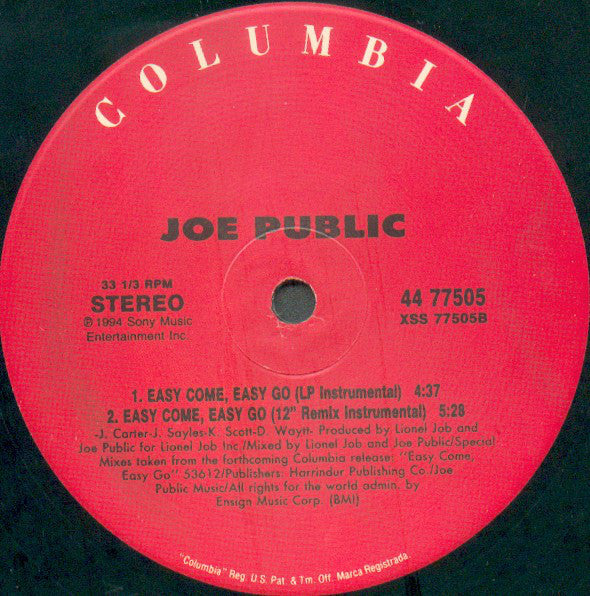 COLUMBIA
JOE PUBLIC
33 1/3 RPM
STEREO
℗ 1994 Sony Music
Entertainment Inc.
44 77505
XSS 77505B
1. EASY COME, EASY GO (LP Instrumental) 4:37
2. EASY COME, EASY GO (12" Remix Instrumental) 5:28
-J. Carter-J. Sayles-K. Scott-D. Wyatt- Produced by Lionel Job and
Joe Public for Lionel Job Inc./Mixed by Lionel Job and Joe Public/Special
Mixes taken from the forthcoming Columbia release: "Easy Come,
Easy Go" 53612/Publishers: Harrindur Publishing Co./Joe
Public Music/All rights for the world admin. by
Ensign Music Corp. (BMI)
"Columbia" Reg. U.S. Pat. & Tm. Off. Marca Registrada.